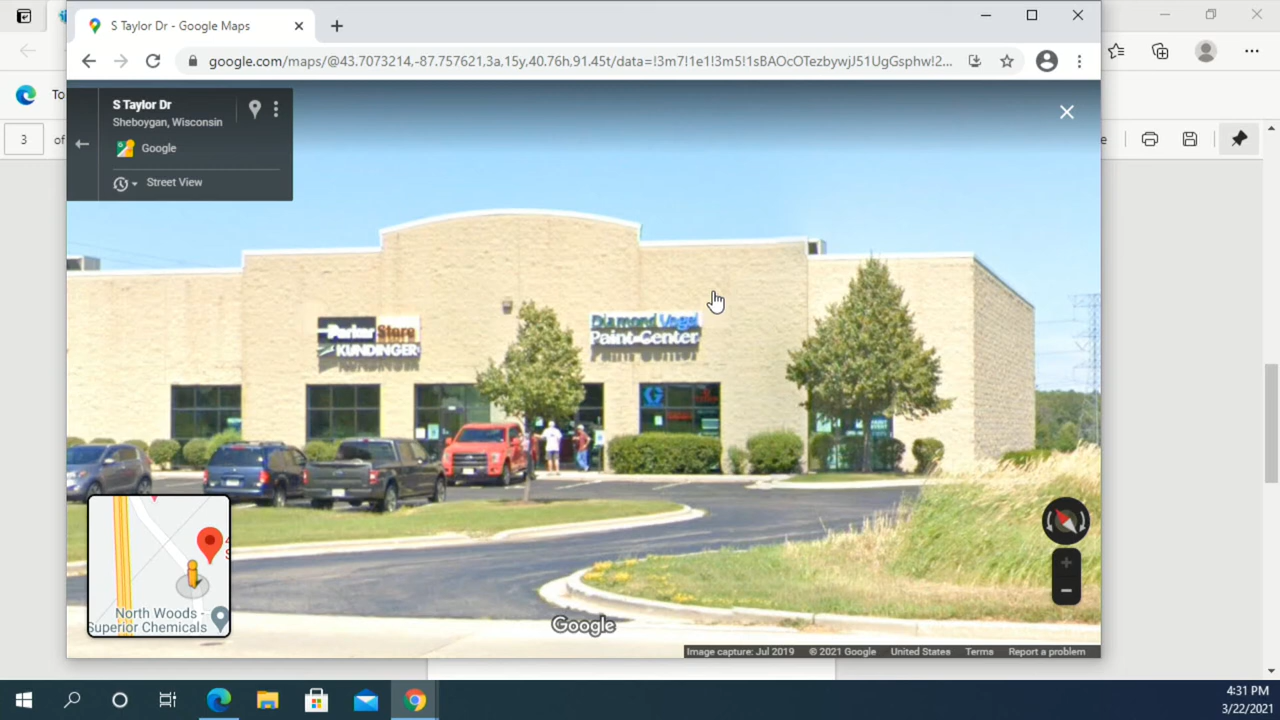 S Taylor Dr - Google Maps
google.com/maps/@43.7073214,-87.757621,3a,15y,40.76h,91.45t/data=!3m7!1e1!3m5!1sBAOcOTezbywjJ51UgGsphw!2...
To
3
of
S Taylor Dr
Sheboygan, Wisconsin
Google
Street View
Parker Store
KUNDINGER
Diamond Vogel
Paint Center
North Woods -
Superior Chemicals
Google
Image capture: Jul 2019
© 2021 Google
United States
Terms
Report a problem
4:31 PM
3/22/2021